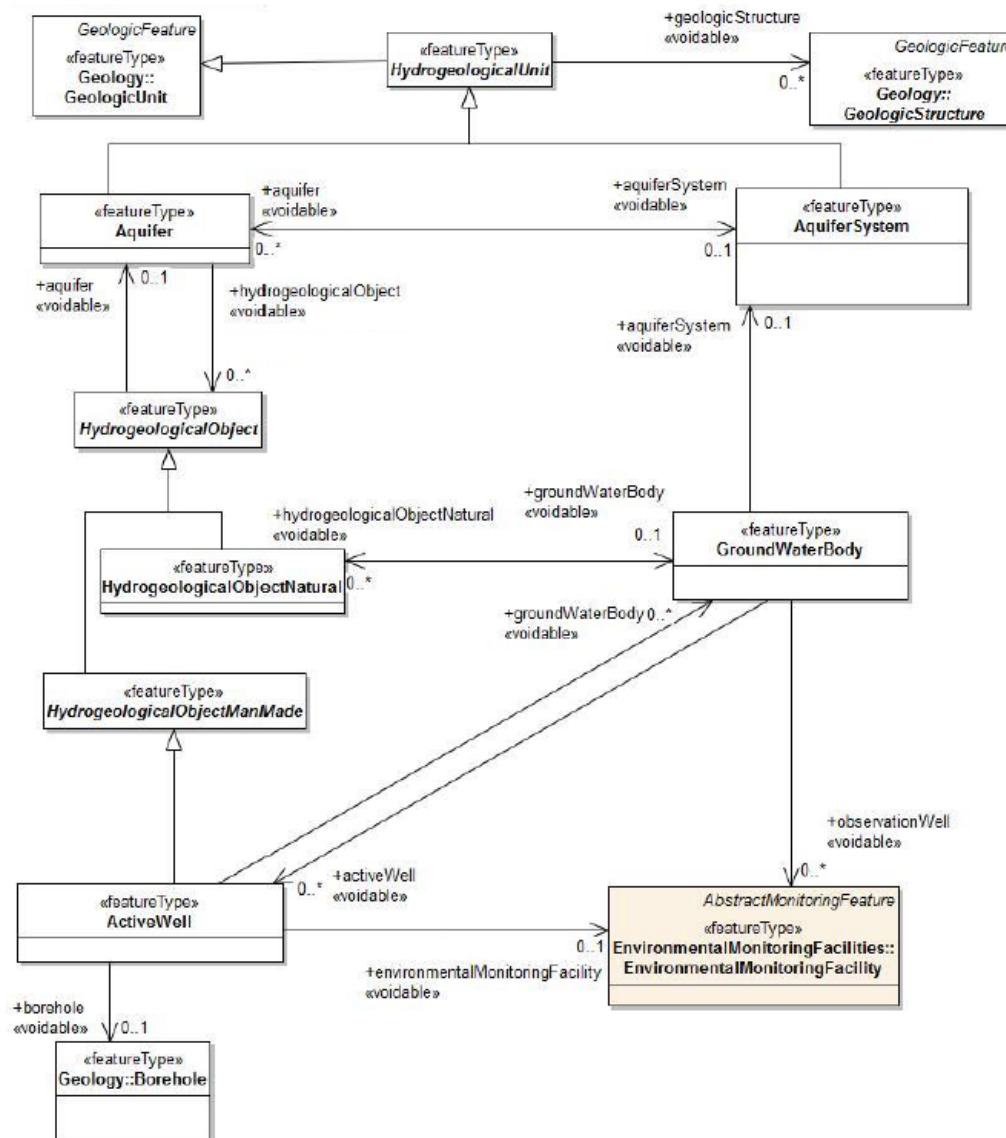 GeologicFeature
«featureType»
Geology::
GeologicUnit
«featureType»
HydrogeologicalUnit
+geologicStructure
«voidable»
0..*
GeologicFeature
«featureType»
Geology::
GeologicStructure
«featureType»
Aquifer
+aquifer
«voidable»
0..*
+aquiferSystem
«voidable»
0..1
«featureType»
AquiferSystem
+aquifer
«voidable»
0..1
+hydrogeologicalObject
«voidable»
0..*
+aquiferSystem
«voidable»
0..1
«featureType»
HydrogeologicalObject
+hydrogeologicalObjectNatural
«voidable»
0..*
+groundWaterBody
«voidable»
0..1
«featureType»
GroundWaterBody
«featureType»
HydrogeologicalObjectNatural
+groundWaterBody
«voidable»
0..*
«featureType»
HydrogeologicalObjectManMade
+observationWell
«voidable»
0..*
«featureType»
ActiveWell
0..*
+activeWell
«voidable»
AbstractMonitoringFeature
«featureType»
EnvironmentalMonitoringFacilities::
EnvironmentalMonitoringFacility
0..1
+environmentalMonitoringFacility
«voidable»
+borehole
«voidable»
0..1
«featureType»
Geology::Borehole